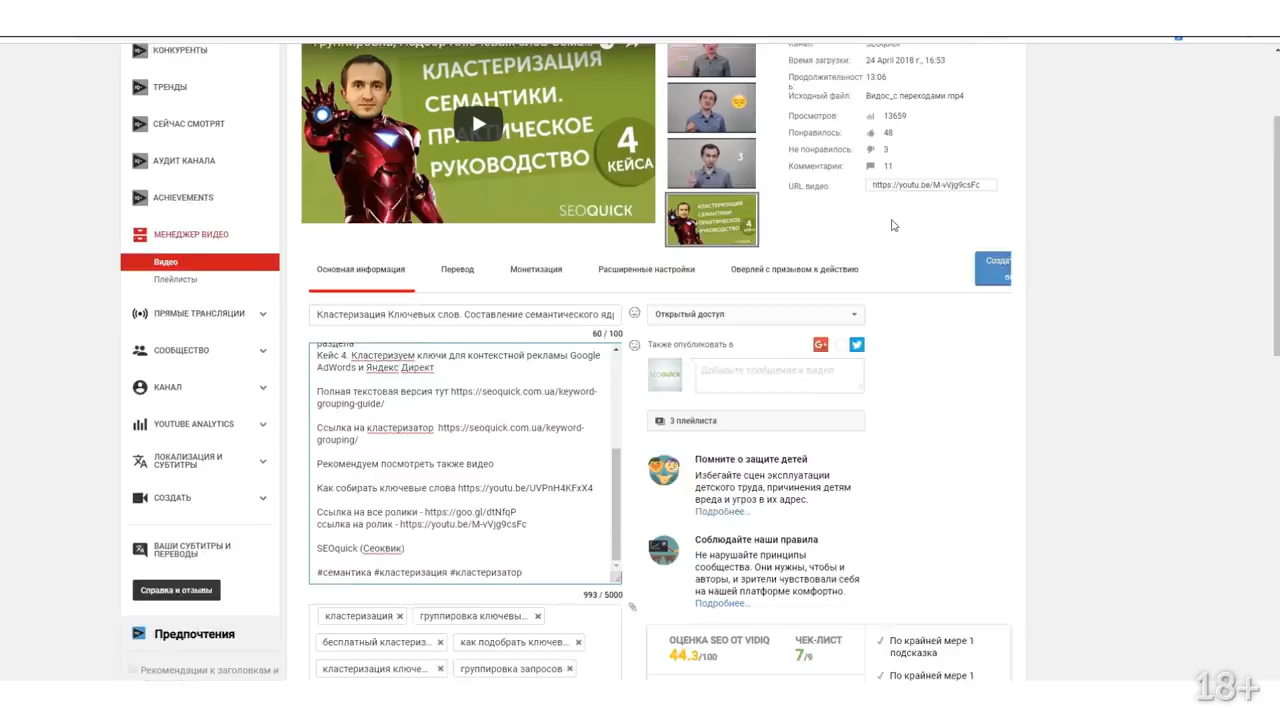 КОНКУРЕНТЫ
ТРЕНДЫ
СЕЙЧАС СМОТРЯТ
АУДИТ КАНАЛА
ACHIEVEMENTS
МЕНЕДЖЕР ВИДЕО
Видео
Плейлисты
ПРЯМЫЕ ТРАНСЛЯЦИИ
СООБЩЕСТВО
КАНАЛ
YOUTUBE ANALYTICS
ЛОКАЛИЗАЦИЯ И
СУБТИТРЫ
СОЗДАТЬ
ВАШИ СУБТИТРЫ И
ПЕРЕВОДЫ
Справка и отзывы
Предпочтения
Рекомендации к заголовкам и
КЛАСТЕРИЗАЦИЯ
СЕМАНТИКИ.
ПРАКТИЧЕСКОЕ
РУКОВОДСТВО
4
КЕЙСА
SEOQUICK
Время загрузки: 24 April 2018 г., 16:53
Продолжительност 13:06
ь:
Исходный файл: Видос_с переходами.mp4
Просмотров: 13659
Понравилось: 48
Не понравилось: 3
Комментарии: 11
URL видео: https://youtu.be/M-vVjg9csFc
Основная информация
Перевод
Монетизация
Расширенные настройки
Оверлей с призывом к действию
Созда
Кластеризация Ключевых слов. Составление семантического яд
60 / 100
раздела
Кейс 4. Кластеризуем ключи для контекстной рекламы Google
AdWords и Яндекс Директ
Полная текстовая версия тут https://seoquick.com.ua/keyword-
grouping-guide/
Ссылка на кластеризатор https://seoquick.com.ua/keyword-
grouping/
Рекомендуем посмотреть также видео
Как собирать ключевые слова https://youtu.be/UVPnH4KFxX4
Ссылка на все ролики - https://goo.gl/dtNfqP
ссылка на ролик - https://youtu.be/M-vVjg9csFc
SEOquick (Сеоквик)
#семантика #кластеризация #кластеризатор
993 / 5000
кластеризация × группировка ключевы... ×
бесплатный кластериз... × как подобрать ключев... ×
кластеризация ключе... × группировка запросов ×
Открытый доступ
Также опубликовать в
SEOQUICK
Добавьте сообщение к видео
3 плейлиста
Помните о защите детей
Избегайте сцен эксплуатации
детского труда, причинения детям
вреда и угроз в их адрес.
Подробнее...
Соблюдайте наши правила
Не нарушайте принципы
сообщества. Они нужны, чтобы и
авторы, и зрители чувствовали себя
на нашей платформе комфортно.
Подробнее...
ОЦЕНКА SEO ОТ VIDIQ
44.3/100
ЧЕК-ЛИСТ
7/9
✓ По крайней мере 1
подсказка
✓ По крайней мере 1
18+